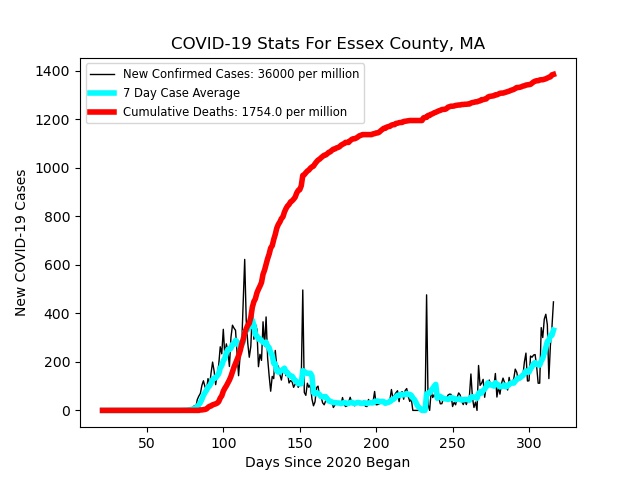 COVID-19 Stats For Essex County, MA
New Confirmed Cases: 36000 per million
7 Day Case Average
Cumulative Deaths: 1754.0 per million
New COVID-19 Cases
1400
1200
1000
800
600
400
200
0
50
100
150
200
250
300
Days Since 2020 Began